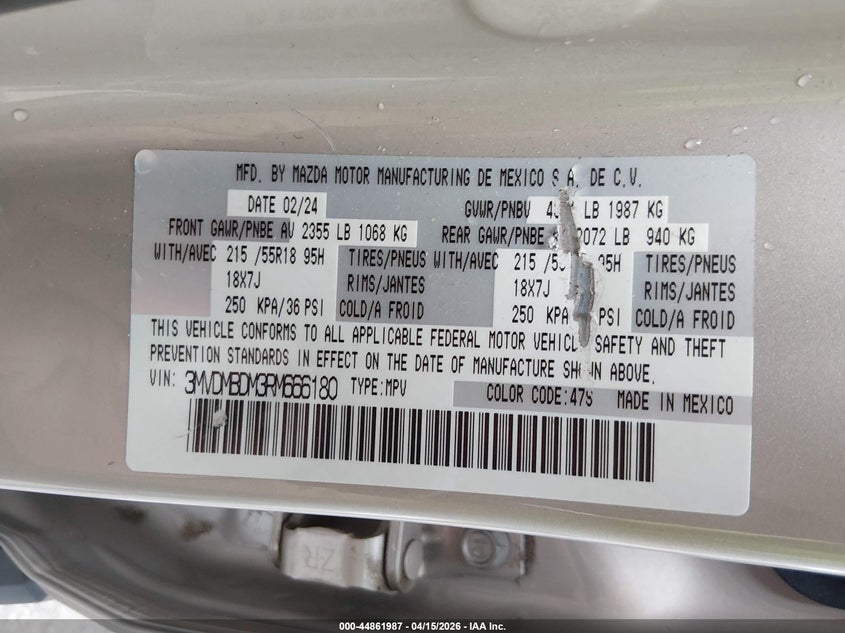 MFD. BY MAZDA MOTOR MANUFACTURING DE MEXICO S.A. DE C.V.
DATE 02/24 GVWR/PNBV LB 1987 KG
FRONT GAWR/PNBE AV 2355 LB 1068 KG REAR GAWR/PNBE 2072 LB 940 KG
WITH/AVEC 215 /55R18 95H TIRES/PNEUS WITH/AVEC 215 95H TIRES/PNEUS
18X7J RIMS/JANTES 18X7J RIMS/JANTES
250 KPA/36 PSI COLD/A FROID 250 KPA PSI COLD/A FROID
THIS VEHICLE CONFORMS TO ALL APPLICABLE FEDERAL MOTOR VEHICLE SAFETY AND THEFT
PREVENTION STANDARDS IN EFFECT ON THE DATE OF MANUFACTURE SHOWN ABOVE.
VIN: 3MVDMBDM3RM666180 TYPE:MPV COLOR CODE:47S MADE IN MEXICO
ZR
000-44861987 - 04/15/2026 - IAA Inc.